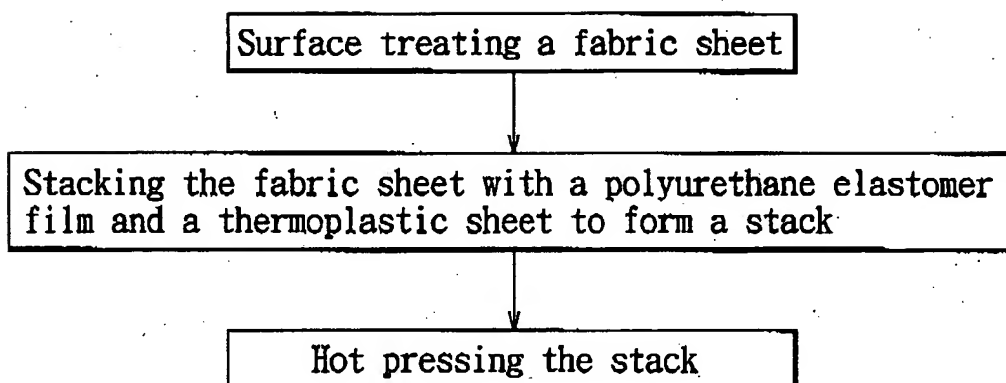 Surface treating a fabric sheet
Stacking the fabric sheet with a polyurethane elastomer
film and a thermoplastic sheet to form a stack
Hot pressing the stack